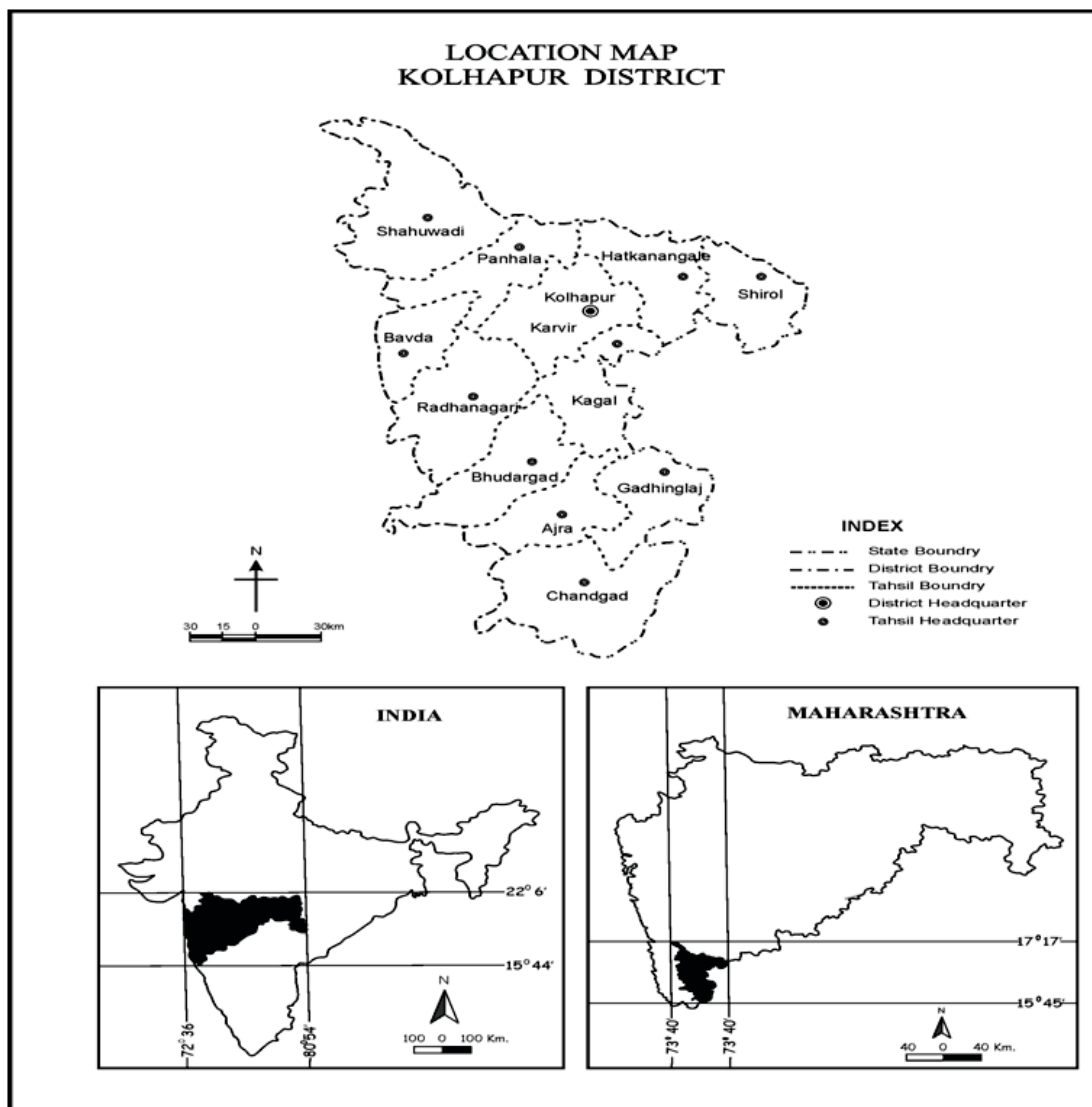 LOCATION MAP
KOLHAPUR DISTRICT
Shahuwadi
Panhala
Hatkanangale
Shirol
Kolhapur
Karvir
Bavda
Radhanagari
Kagal
Bhudargad
Gadhinglaj
Ajra
Chandgad
N
30 15 0 30km
INDEX
State Boundry
District Boundry
Tahsil Boundry
District Headquarter
Tahsil Headquarter
INDIA
22° 6'
15° 44'
N
100 0 100 Km.
72° 36
80° 54'
MAHARASHTRA
17° 17'
15° 45'
N
40 0 40 Km.
73° 40'
73° 40'